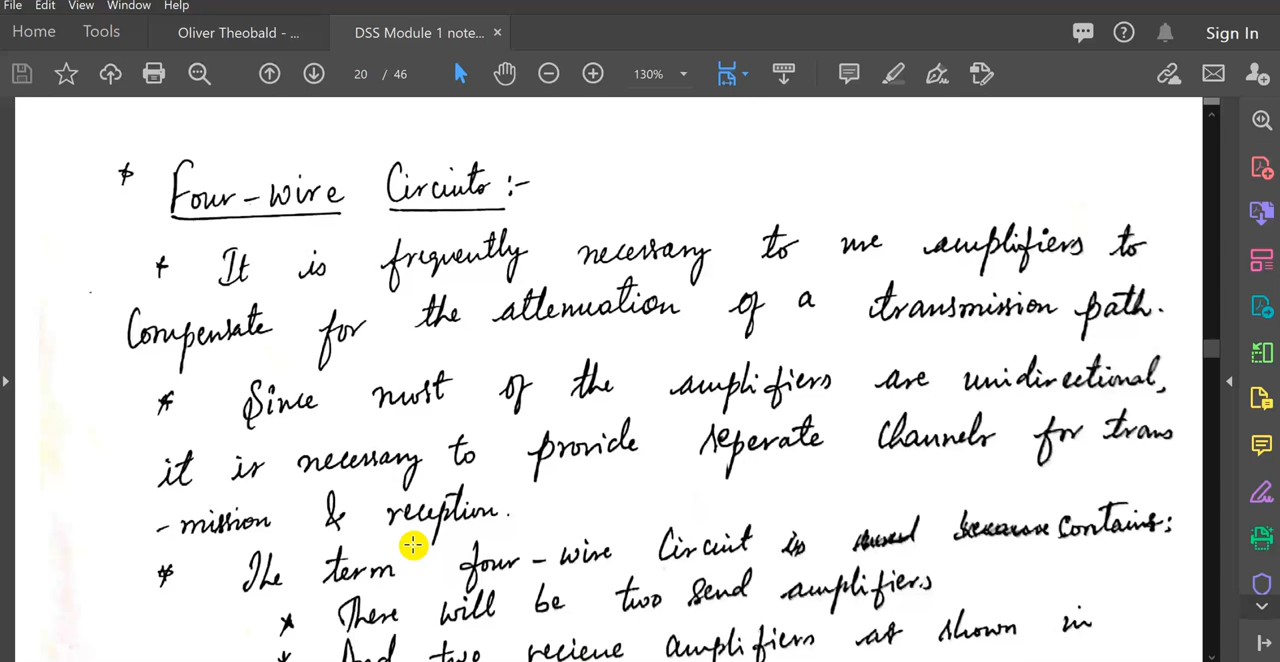 File Edit View Window Help
Home Tools Oliver Theobald - ... DSS Module 1 note... × Sign In
20 / 46 130%
* Four-wire Circuits :-
* It is frequently necessary to use amplifiers to
Compensate for the attenuation of a transmission path.
* Since most of the amplifiers are unidirectional,
it is necessary to provide seperate channels for trans
-mission & reception.
* The term four-wire Circuit is because Contains:
* There will be two send amplifiers
* And two recieve amplifiers as shown in